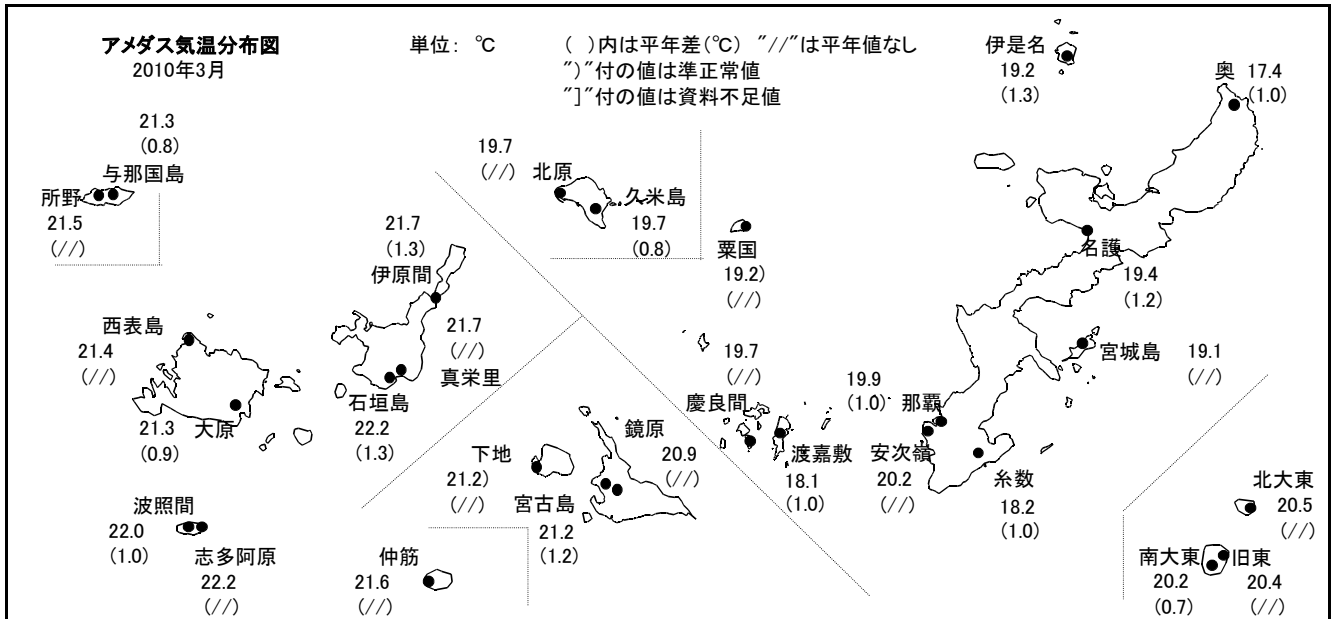 アメダス気温分布図
2010年3月
単位： ℃
( )内は平年差(℃) "//"は平年値なし
")"付の値は準正常値
"]"付の値は資料不足値
伊是名
19.2
(1.3)
奥 17.4
(1.0)
21.3
(0.8)
与那国島
所野
21.5
(//)
19.7
(//)
北原
久米島
19.7
(0.8)
粟国
19.2)
(//)
名護
19.4
(1.2)
21.7
(1.3)
伊原間
21.7
(//)
真栄里
石垣島
22.2
(1.3)
西表島
21.4
(//)
21.3
(0.9)
大原
19.7
(//)
慶良間
渡嘉敷
18.1
(1.0)
19.9
(1.0)
那覇
安次嶺
20.2
(//)
糸数
18.2
(1.0)
宮城島
19.1
(//)
下地
21.2)
(//)
宮古島
21.2
(1.2)
鏡原
20.9
(//)
波照間
22.0
(1.0)
志多阿原
22.2
(//)
仲筋
21.6
(//)
北大東
20.5
(//)
南大東
20.2
(0.7)
旧東
20.4
(//)